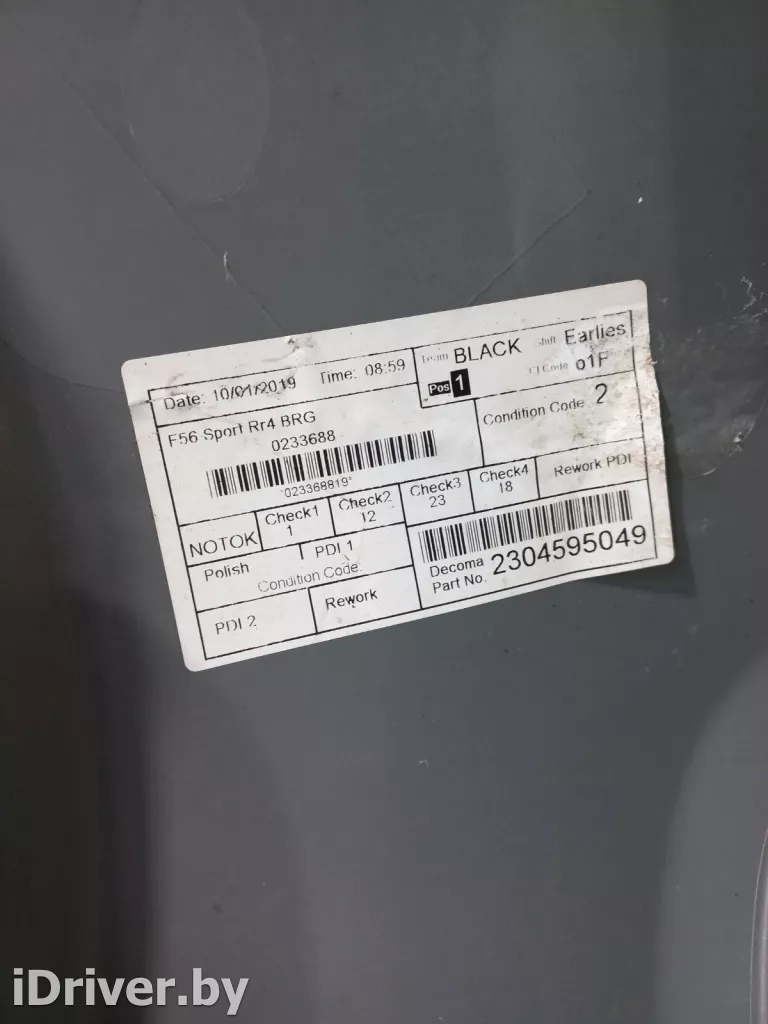 Date: 10/01/2019 Time: 08:59 Team BLACK Shift Earlies
Pos 1 CI Code o1F
F56 Sport Rr4 BRG
0233688
Condition Code 2
*023368819*
NOTOK Check1 1 Check2 12 Check3 23 Check4 18 Rework PDI
Polish PDI 1
Condition Code:
Decoma Part No. 2304595049
PDI 2 Rework
iDriver.by